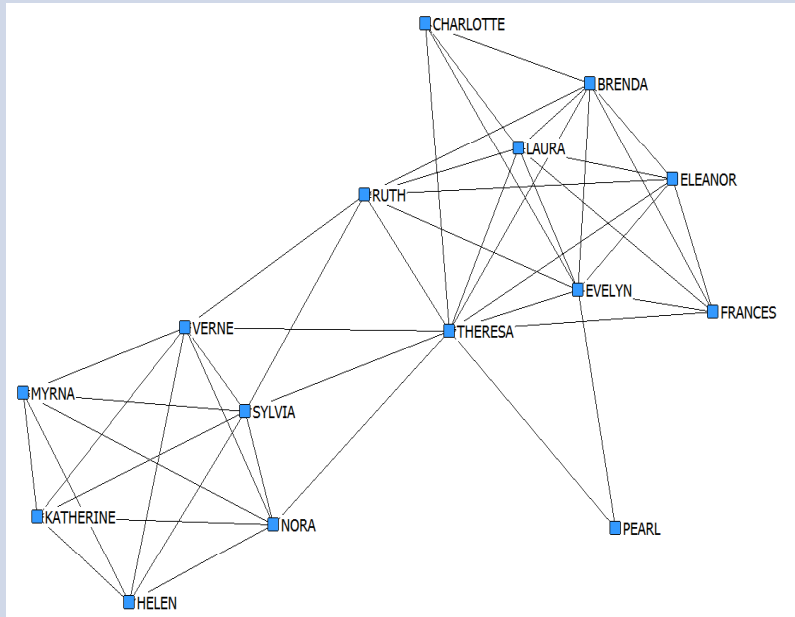 CHARLOTTE
BRENDA
LAURA
ELEANOR
RUTH
EVELYN
FRANCES
VERNE
THERESA
MYRNA
SYLVIA
KATHERINE
NORA
PEARL
HELEN